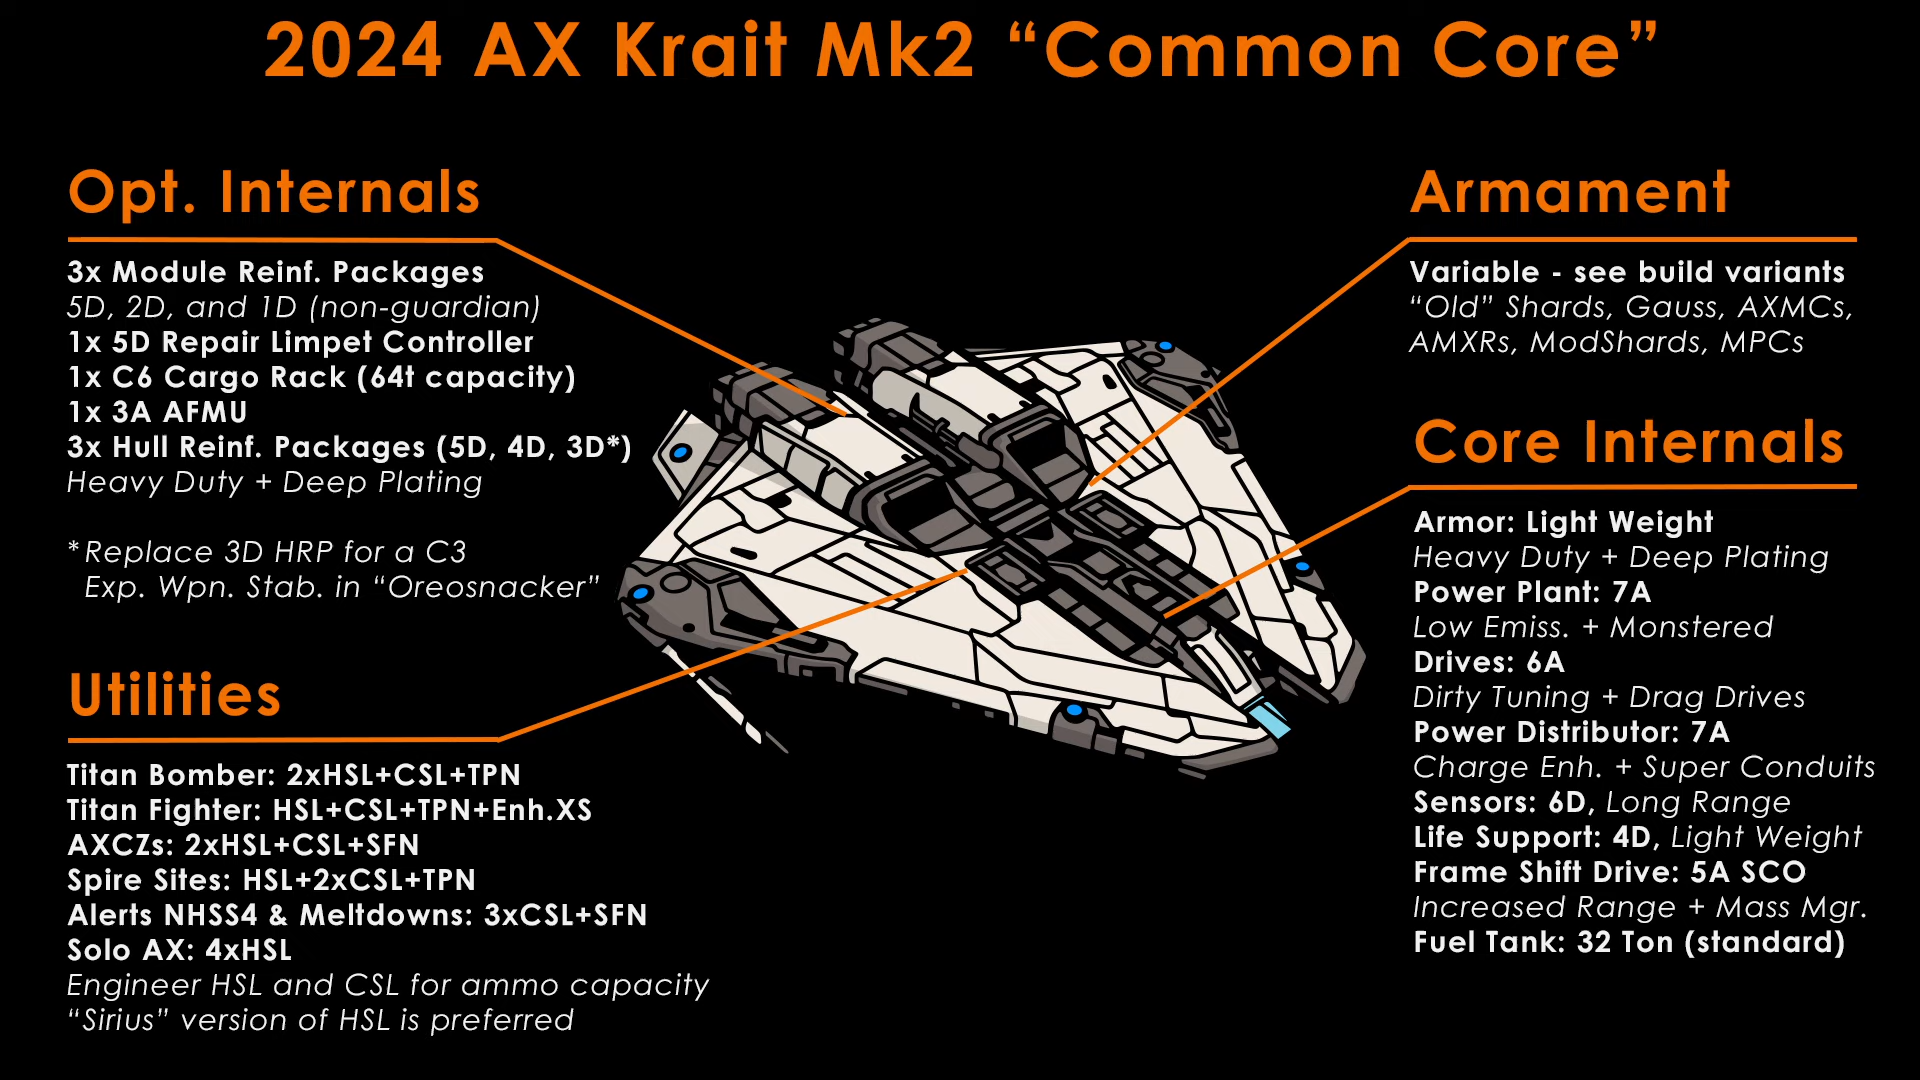 2024 AX Krait Mk2 “Common Core”
Opt. Internals
3x Module Reinf. Packages
5D, 2D, and 1D (non-guardian)
1x 5D Repair Limpet Controller
1x C6 Cargo Rack (64t capacity)
1x 3A AFMU
3x Hull Reinf. Packages (5D, 4D, 3D*)
Heavy Duty + Deep Plating
*Replace 3D HRP for a C3
Exp. Wpn. Stab. in “Oreosnacker”
Utilities
Titan Bomber: 2xHSL+CSL+TPN
Titan Fighter: HSL+CSL+TPN+Enh.XS
AXCZs: 2xHSL+CSL+SFN
Spire Sites: HSL+2xCSL+TPN
Alerts NHSS4 & Meltdowns: 3xCSL+SFN
Solo AX: 4xHSL
Engineer HSL and CSL for ammo capacity
“Sirius” version of HSL is preferred
Armament
Variable - see build variants
“Old” Shards, Gauss, AXMCs,
AMXRs, ModShards, MPCs
Core Internals
Armor: Light Weight
Heavy Duty + Deep Plating
Power Plant: 7A
Low Emiss. + Monstered
Drives: 6A
Dirty Tuning + Drag Drives
Power Distributor: 7A
Charge Enh. + Super Conduits
Sensors: 6D, Long Range
Life Support: 4D, Light Weight
Frame Shift Drive: 5A SCO
Increased Range + Mass Mgr.
Fuel Tank: 32 Ton (standard)